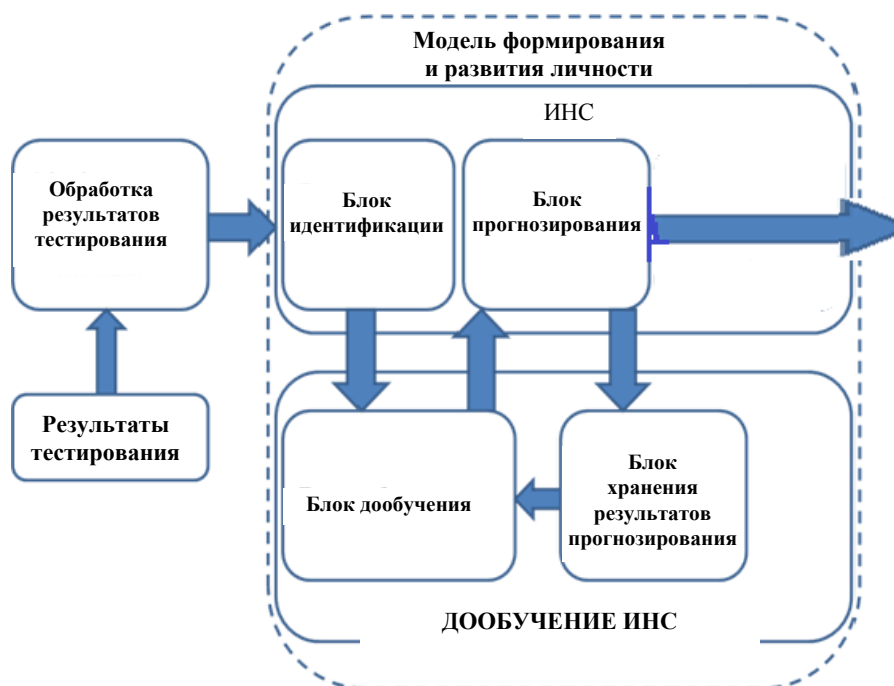 Модель формирования
и развития личности
ИНС
Обработка
результатов
тестирования
Блок
идентификации
Блок
прогнозирования
Результаты
тестирования
Блок дообучения
Блок
хранения
результатов
прогнозирования
ДООБУЧЕНИЕ ИНС